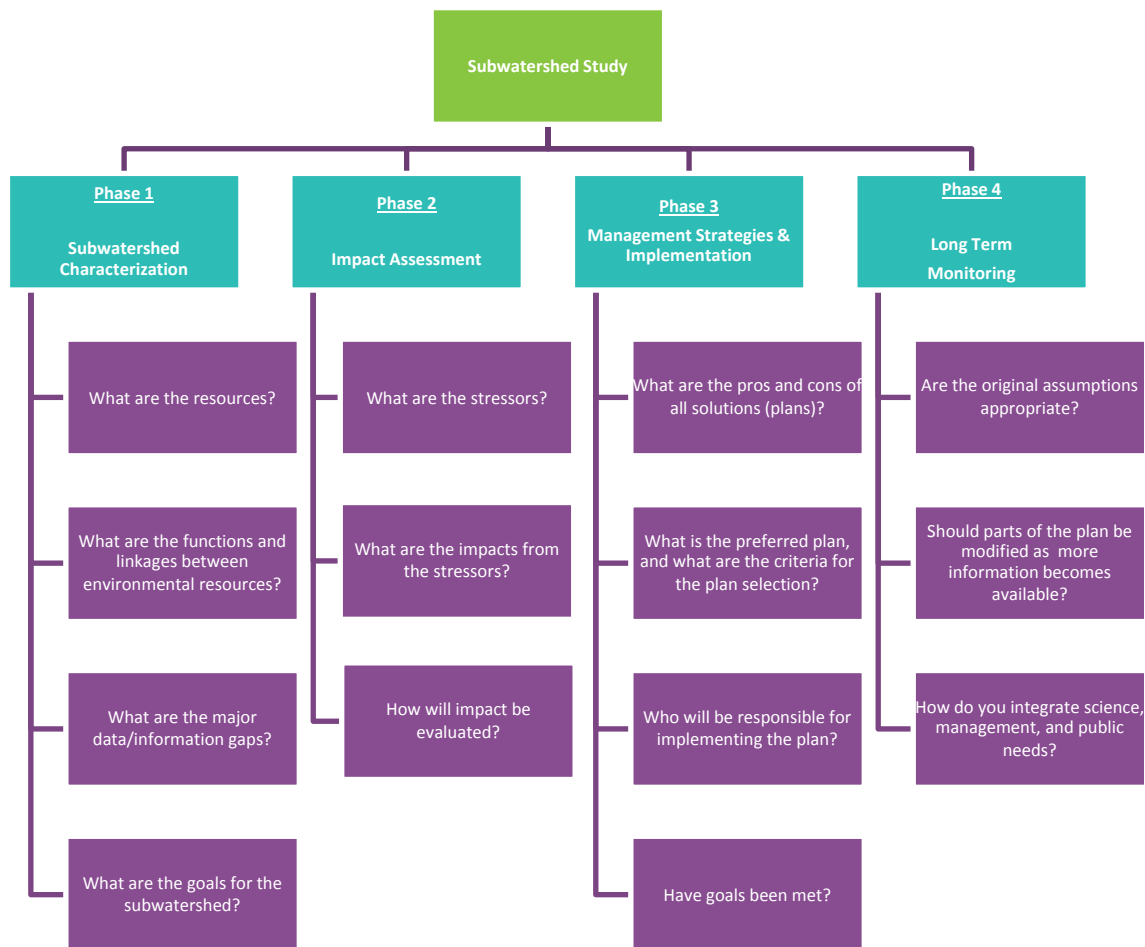 Subwatershed Study
Phase 1
Subwatershed
Characterization
Phase 2
Impact Assessment
Phase 3
Management Strategies &
Implementation
Phase 4
Long Term
Monitoring
What are the resources?
What are the functions and
linkages between
environmental resources?
What are the major
data/information gaps?
What are the goals for the
subwatershed?
What are the stressors?
What are the impacts from
the stressors?
How will impact be
evaluated?
What are the pros and cons of
all solutions (plans)?
What is the preferred plan,
and what are the criteria for
the plan selection?
Who will be responsible for
implementing the plan?
Have goals been met?
Are the original assumptions
appropriate?
Should parts of the plan be
modified as  more
information becomes
available?
How do you integrate science,
management, and public
needs?